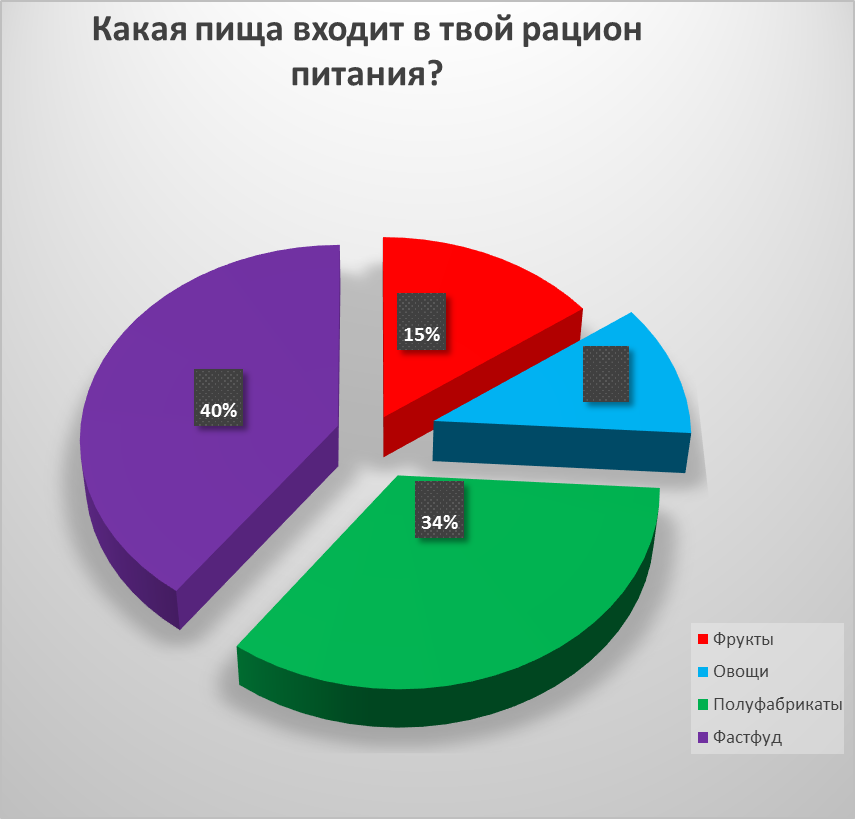 Какая пища входит в твой рацион
питания?
15%
40%
34%
Фрукты
Овощи
Полуфабрикаты
Фастфуд